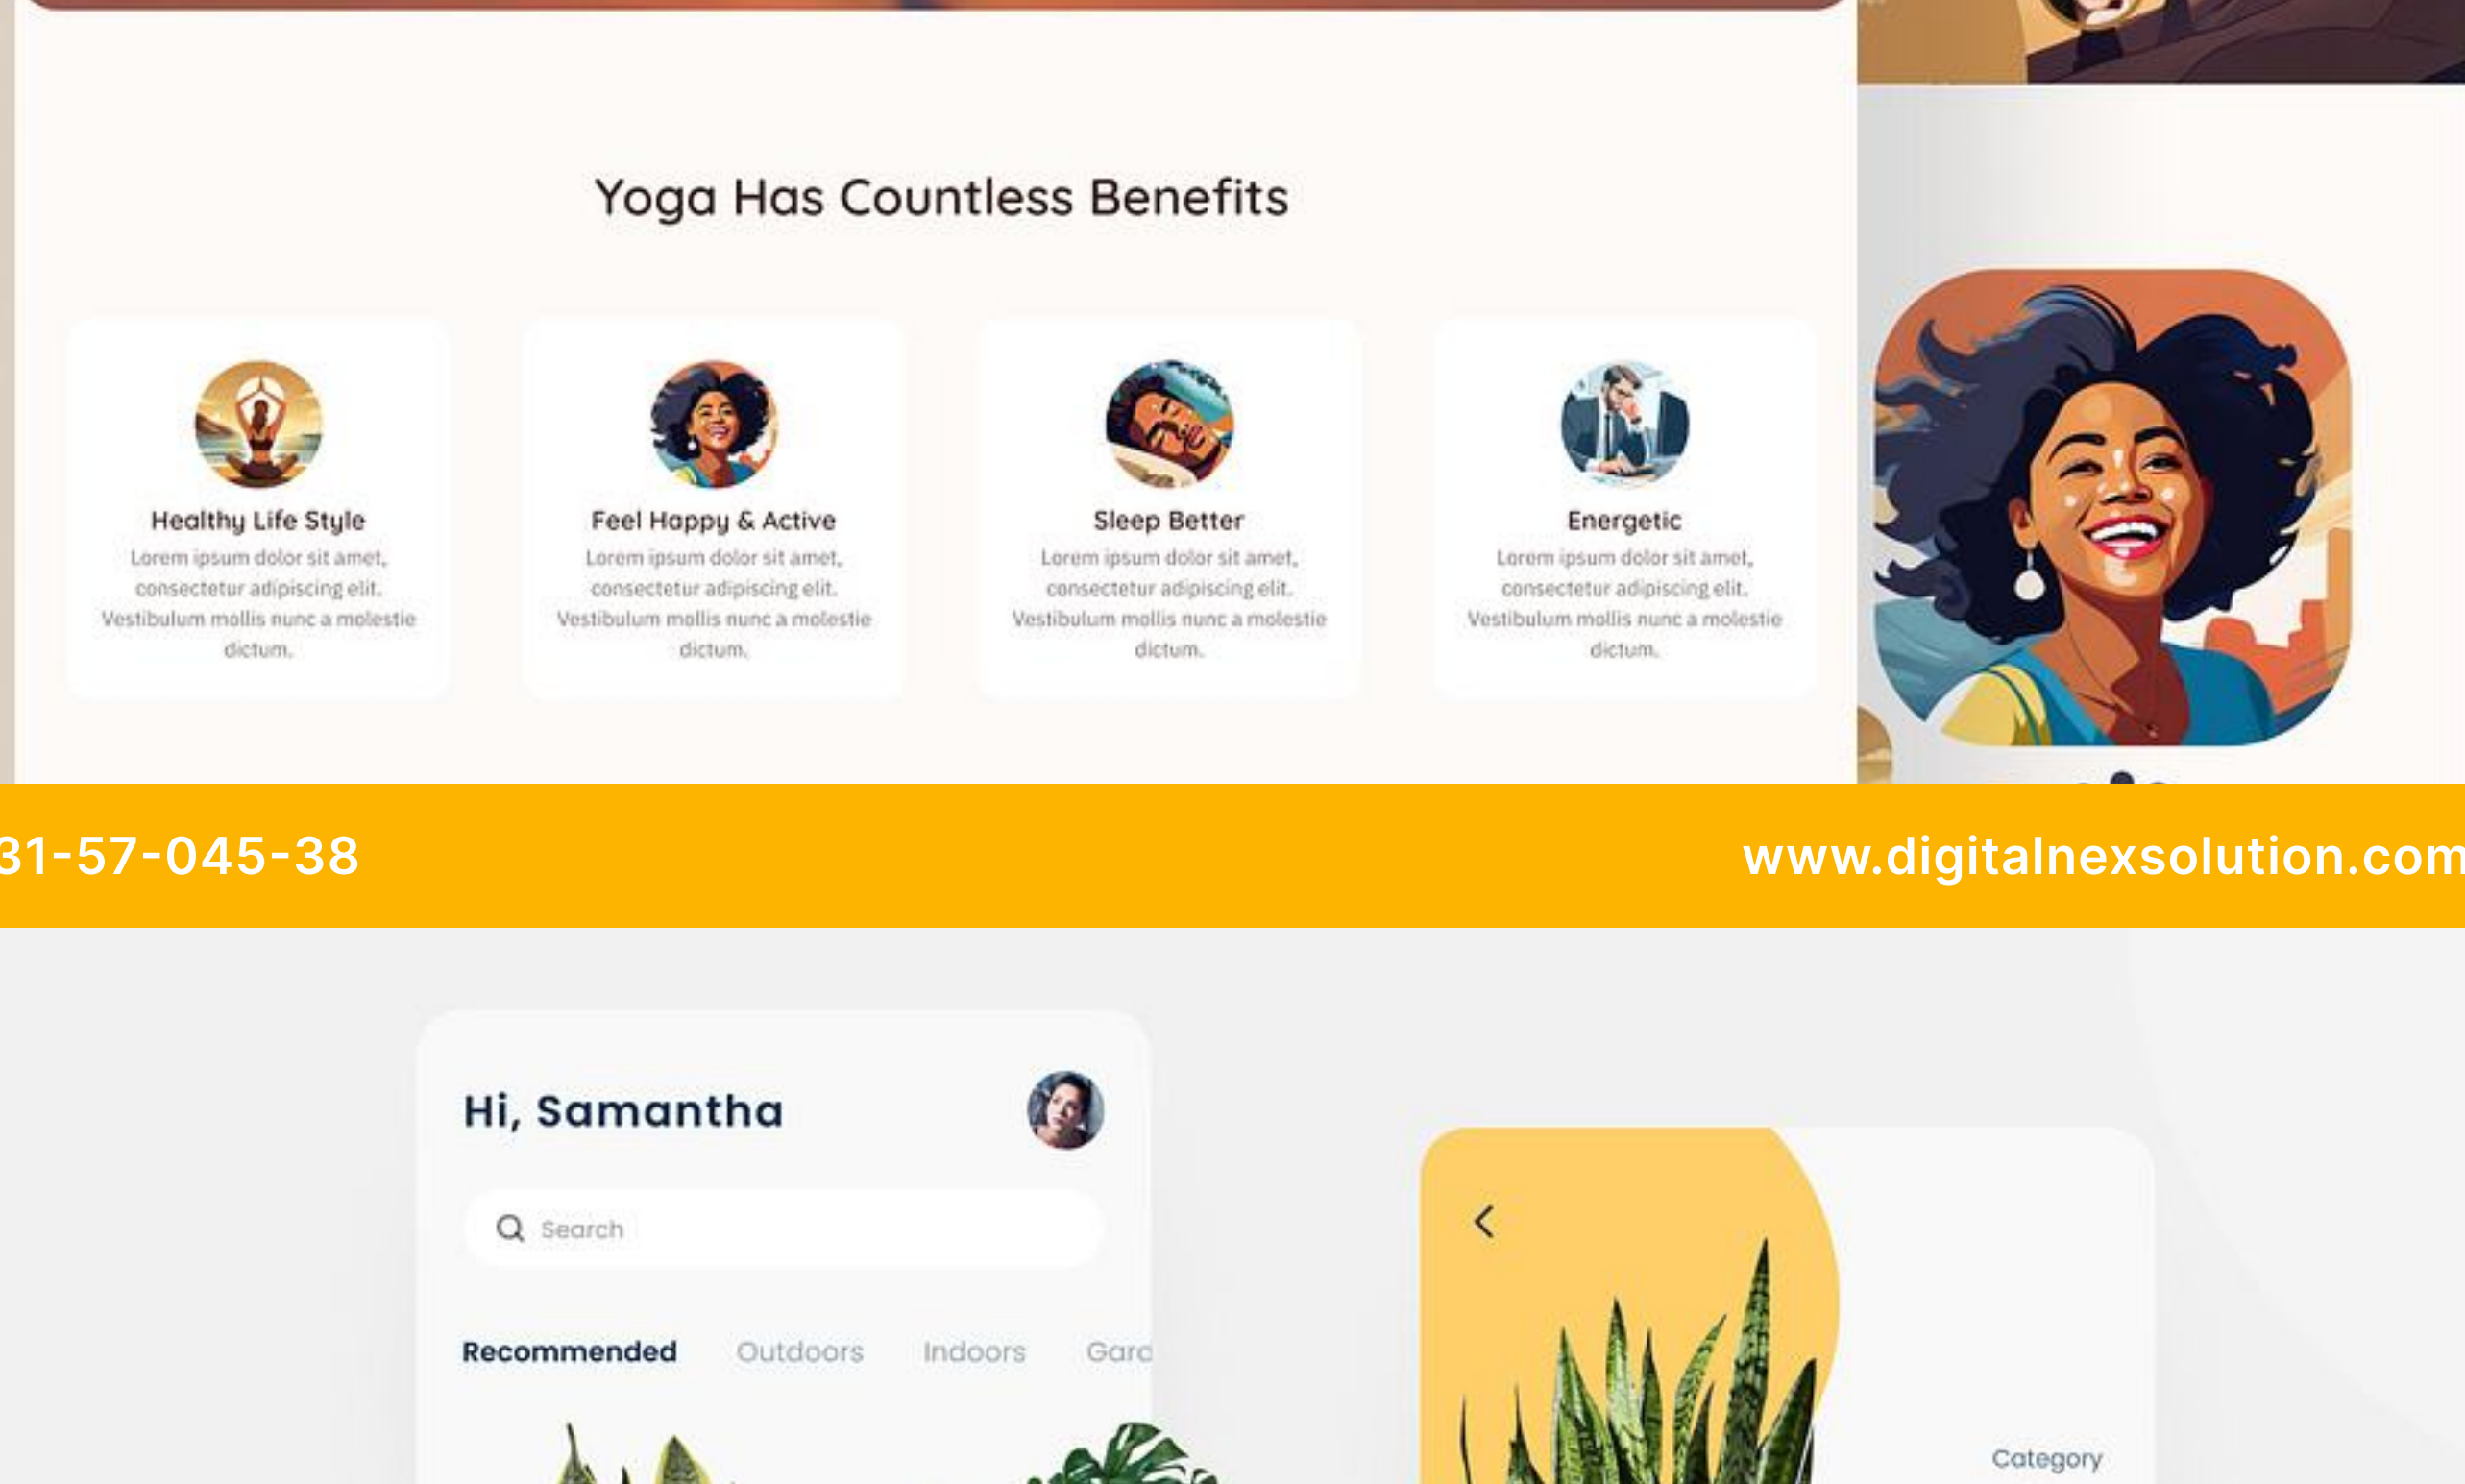 Yoga Has Countless Benefits
Healthy Life Style
Lorem ipsum dolor sit amet,
consectetur adipiscing elit.
Vestibulum mollis nunc a molestie
dictum.
Feel Happy & Active
Lorem ipsum dolor sit amet,
consectetur adipiscing elit.
Vestibulum mollis nunc a molestie
dictum.
Sleep Better
Lorem ipsum dolor sit amet,
consectetur adipiscing elit.
Vestibulum mollis nunc a molestie
dictum.
Energetic
Lorem ipsum dolor sit amet,
consectetur adipiscing elit.
Vestibulum mollis nunc a molestie
dictum.
31-57-045-38
www.digitalnexsolution.com
Hi, Samantha
Search
Recommended Outdoors Indoors Gard
Category